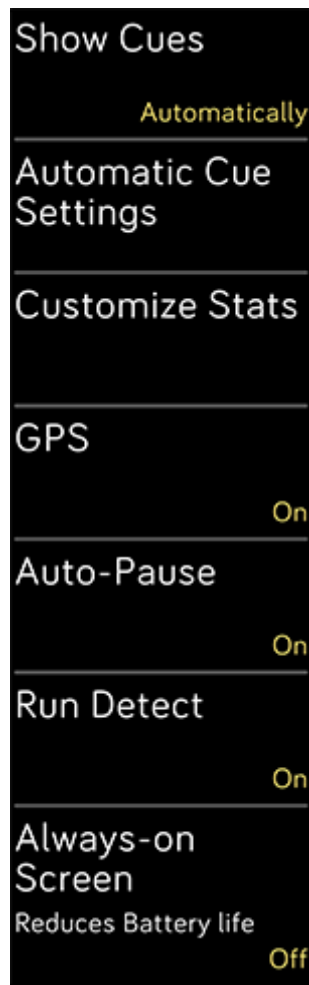 Show Cues
Automatically
Automatic Cue
Settings
Customize Stats
GPS
On
Auto-Pause
On
Run Detect
On
Always-on
Screen
Reduces Battery life
Off